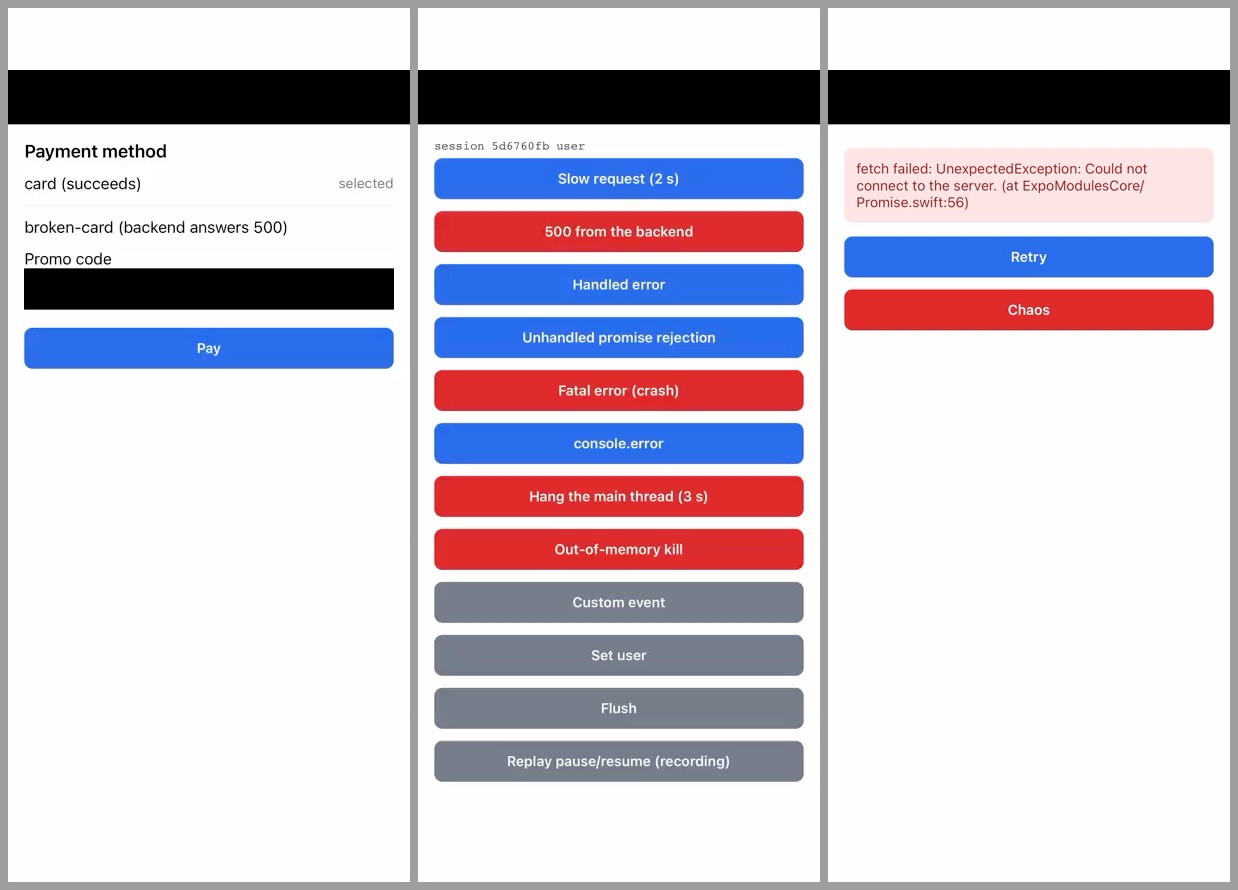 Payment method
card (succeeds)
selected
broken-card (backend answers 500)
Promo code
Pay
session 5d6760fb user
Slow request (2 s)
500 from the backend
Handled error
Unhandled promise rejection
Fatal error (crash)
console.error
Hang the main thread (3 s)
Out-of-memory kill
Custom event
Set user
Flush
Replay pause/resume (recording)
fetch failed: UnexpectedException: Could not
connect to the server. (at ExpoModulesCore/
Promise.swift:56)
Retry
Chaos